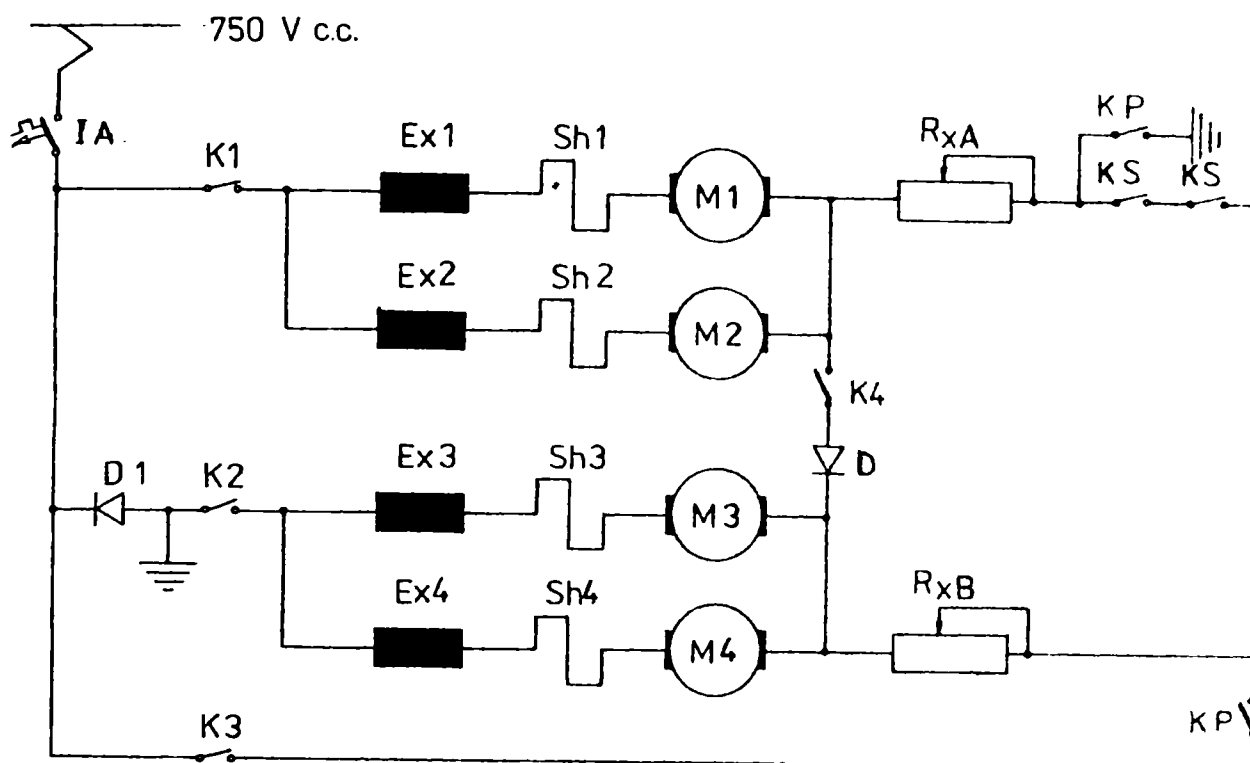 750 V c.c.
IA
K1
Ex1
Sh1
M1
RxA
KP
KS
KS
Ex2
Sh2
M2
K4
D
D1
K2
Ex3
Sh3
M3
Ex4
Sh4
M4
RxB
K3
KP